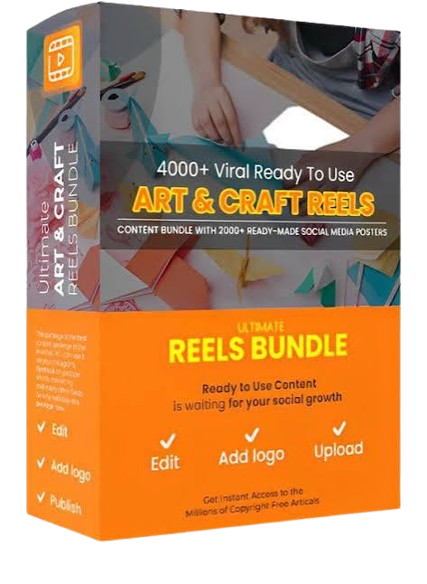 4000+ Viral Ready To Use
ART & CRAFT REELS
CONTENT BUNDLE WITH 2000+ READY-MADE SOCIAL MEDIA POSTERS
ULTIMATE
REELS BUNDLE
Ready to Use Content
is waiting for your social growth
Edit
Add logo
Upload
Get Instant Access to the
Millions of Copyright Free Articals
Ultimate
ART & CRAFT
REELS BUNDLE
Edit
Add logo
Publish